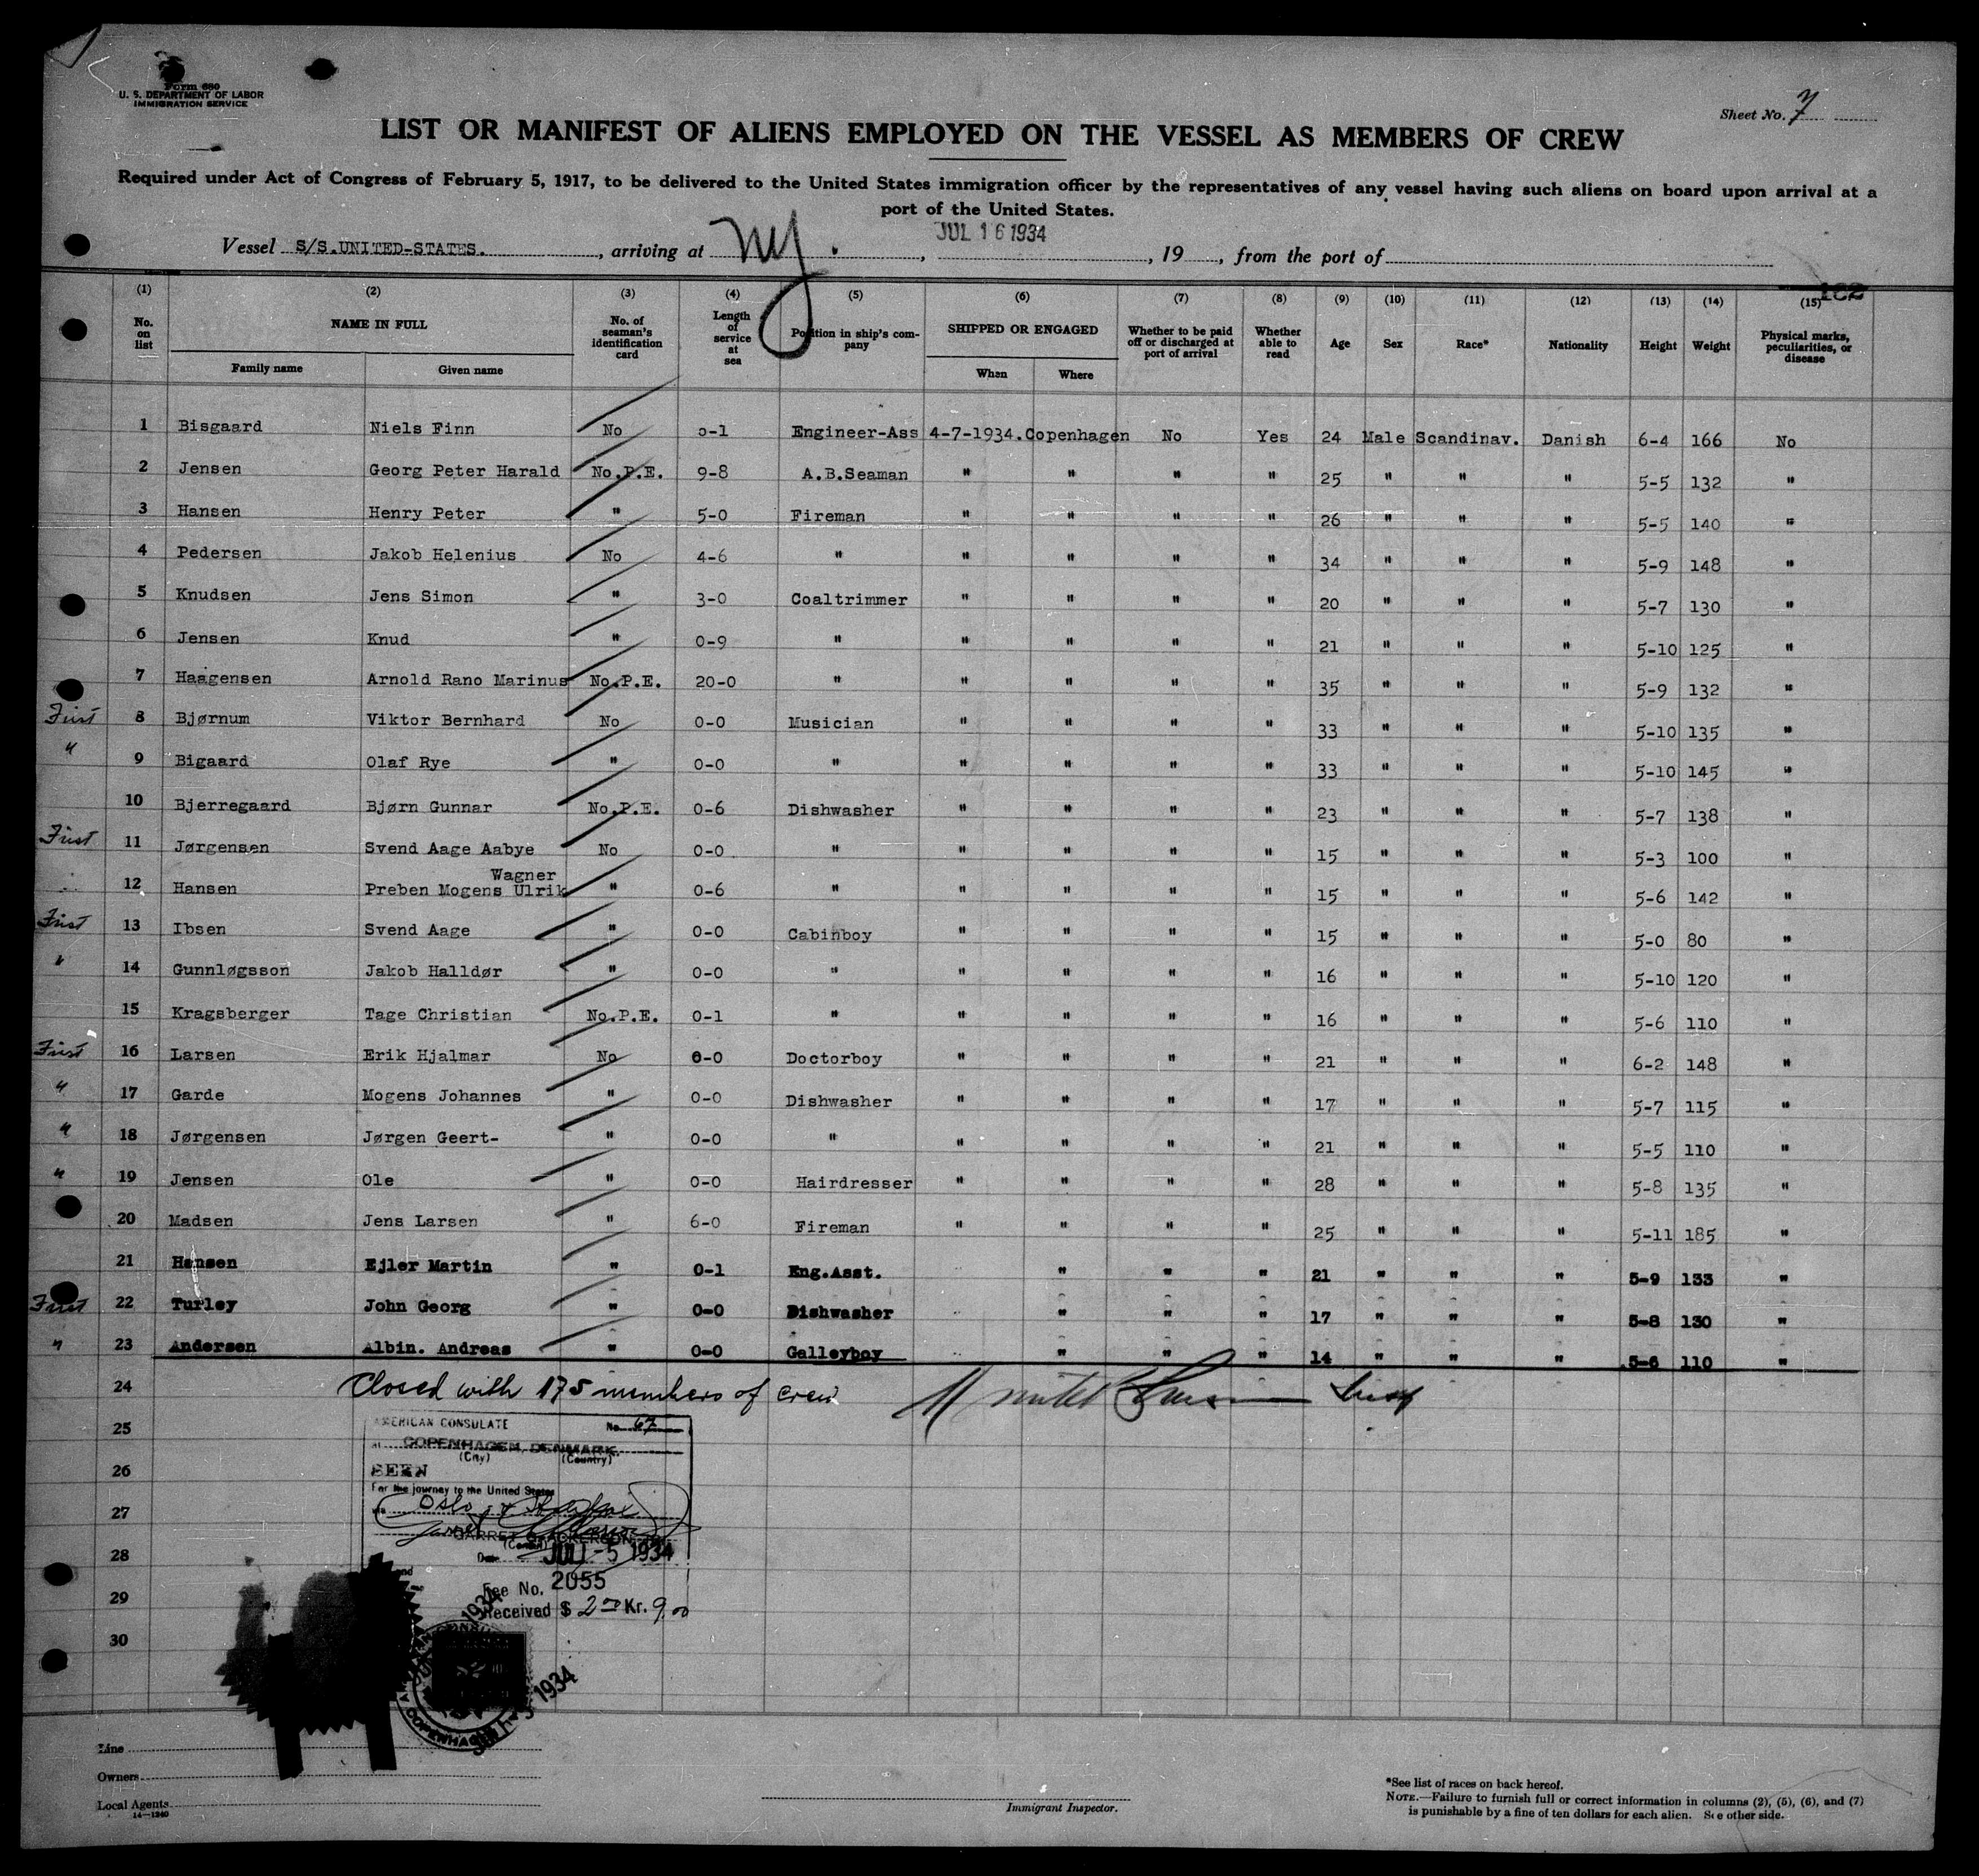 Form 680
U. S. DEPARTMENT OF LABOR
IMMIGRATION SERVICE
Sheet No. 7
LIST OR MANIFEST OF ALIENS EMPLOYED ON THE VESSEL AS MEMBERS OF CREW
Required under Act of Congress of February 5, 1917, to be delivered to the United States immigration officer by the representatives of any vessel having such aliens on board upon arrival at a
port of the United States.
Vessel S/S.UNITED-STATES. , arriving at NY. , JUL 16 1934 , 19 , from the port of
182
(1) (2) (3) (4) (5) (6) (7) (8) (9) (10) (11) (12) (13) (14) (15)
No. on list NAME IN FULL Family name Given name No. of seaman's identification card Length of service at sea Position in ship's company SHIPPED OR ENGAGED When Where Whether to be paid off or discharged at port of arrival Whether able to read Age Sex Race* Nationality Height Weight Physical marks, peculiarities, or disease
1 Bisgaard Niels Finn No 0-1 Engineer-Ass 4-7-1934. Copenhagen No Yes 24 Male Scandinav. Danish 6-4 166 No
2 Jensen Georg Peter Harald No.P.E. 9-8 A.B.Seaman " " " " 25 " " " 5-5 132 "
3 Hansen Henry Peter " 5-0 Fireman " " " " 26 " " " 5-5 140 "
4 Pedersen Jakob Helenius No 4-6 " " " " " 34 " " " 5-9 148 "
5 Knudsen Jens Simon " 3-0 Coaltrimmer " " " " 20 " " " 5-7 130 "
6 Jensen Knud " 0-9 " " " " " 21 " " " 5-10 125 "
7 Haagensen Arnold Rano Marinus No.P.E. 20-0 " " " " " 35 " " " 5-9 132 "
First 8 Bjørnum Viktor Bernhard No 0-0 Musician " " " " 33 " " " 5-10 135 "
" 9 Bigaard Olaf Rye " 0-0 " " " " " 33 " " " 5-10 145 "
10 Bjerregaard Bjørn Gunnar No.P.E. 0-6 Dishwasher " " " " 23 " " " 5-7 138 "
First 11 Jørgensen Svend Aage Aabye No 0-0 " " " " " 15 " " " 5-3 100 "
Wagner
12 Hansen Preben Mogens Ulrik " 0-6 " " " " " 15 " " " 5-6 142 "
First 13 Ibsen Svend Aage " 0-0 Cabinboy " " " " 15 " " " 5-0 80 "
" 14 Gunnløgsson Jakob Halldør " 0-0 " " " " " 16 " " " 5-10 120 "
15 Kragsberger Tage Christian No.P.E. 0-1 " " " " " 16 " " " 5-6 110 "
First 16 Larsen Erik Hjalmar No 0-0 Doctorboy " " " " 21 " " " 6-2 148 "
" 17 Garde Mogens Johannes " 0-0 Dishwasher " " " " 17 " " " 5-7 115 "
" 18 Jørgensen Jørgen Geert- " 0-0 " " " " " 21 " " " 5-5 110 "
" 19 Jensen Ole " 0-0 Hairdresser " " " " 28 " " " 5-8 135 "
20 Madsen Jens Larsen " 6-0 Fireman " " " " 25 " " " 5-11 185 "
21 Hansen Ejler Martin " 0-1 Eng.Asst. " " " 21 " " " 5-9 133 "
First 22 Turley John Georg " 0-0 Dishwasher " " " 17 " " " 5-8 130 "
" 23 Andersen Albin. Andreas " 0-0 Galleyboy " " " 14 " " " 5-6 110 "
24 Closed with 175 members of crew
25
26
27
28
29
30
AMERICAN CONSULATE No. 67
at COPENHAGEN, DENMARK.
(City) (Country)
SEEN
For the journey to the United States
via Oslo
Date JUL -5 1934
Fee No. 2055
Received $ 2.00 Kr. 9.00
COPENHAGEN
1934
Line
Owners
Local Agents
14—1240
Immigrant Inspector.
*See list of races on back hereof.
NOTE.—Failure to furnish full or correct information in columns (2), (5), (6), and (7)
is punishable by a fine of ten dollars for each alien. See other side.